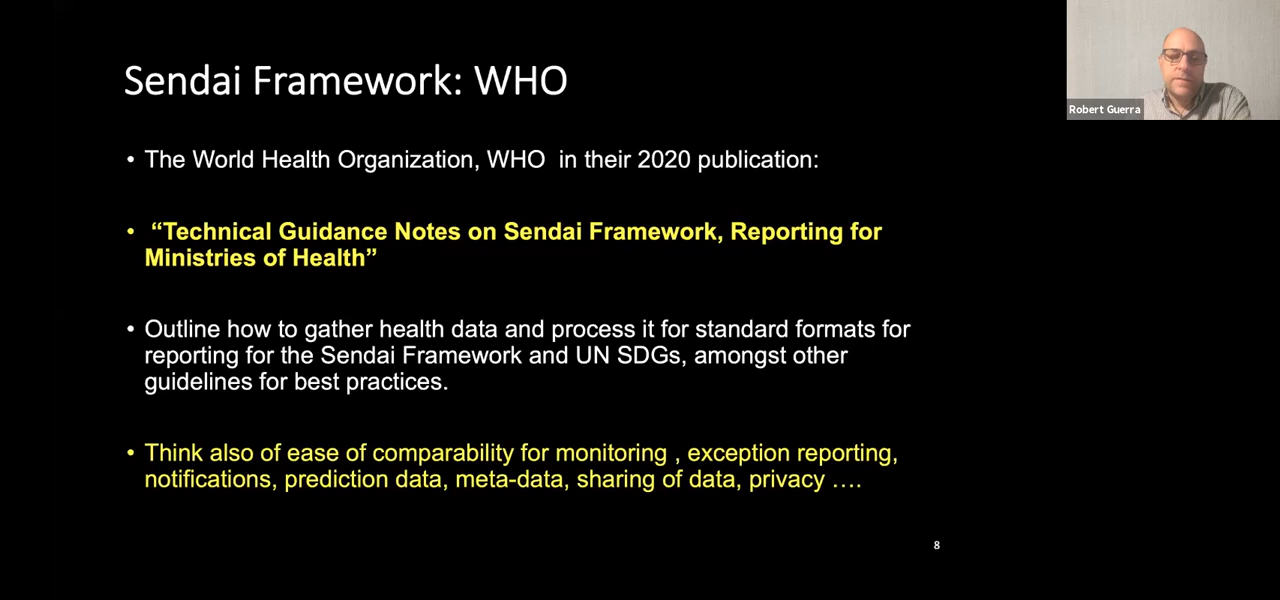 Sendai Framework: WHO
Robert Guerra
• The World Health Organization, WHO  in their 2020 publication:
• “Technical Guidance Notes on Sendai Framework, Reporting for
Ministries of Health”
• Outline how to gather health data and process it for standard formats for
reporting for the Sendai Framework and UN SDGs, amongst other
guidelines for best practices.
• Think also of ease of comparability for monitoring , exception reporting,
notifications, prediction data, meta-data, sharing of data, privacy ….
8